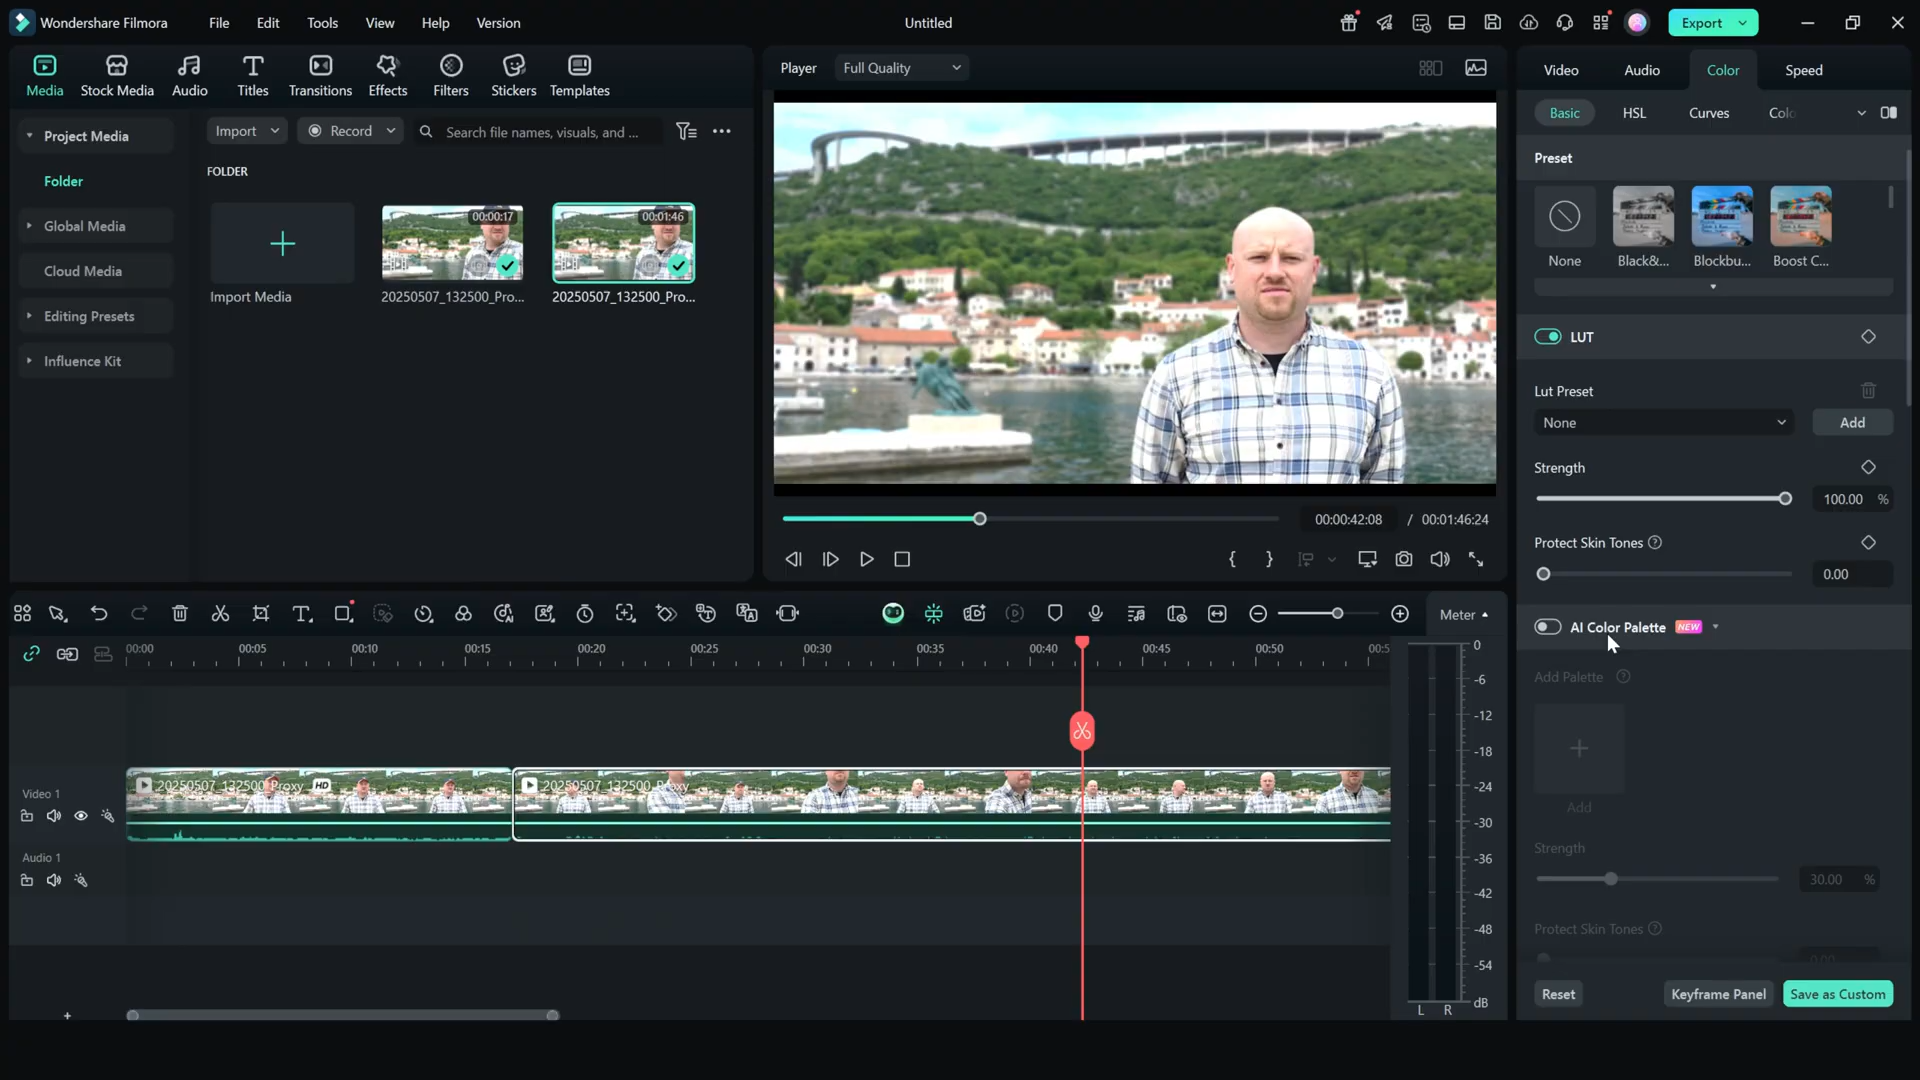 Wondershare Filmora File Edit Tools View Help Version Untitled Export
Media Stock Media Audio Titles Transitions Effects Filters Stickers Templates
Player Full Quality
Video Audio Color Speed
Basic HSL Curves Colo
Project Media
Import Record Search file names, visuals, and ...
FOLDER
Folder
Global Media
Cloud Media
Editing Presets
Influence Kit
00:00:17 00:01:46
Import Media 20250507_132500_Pro... 20250507_132500_Pro...
Preset
None Black&... Blockbu... Boost C...
LUT
Lut Preset
None Add
Strength
100.00 %
Protect Skin Tones
0.00
AI Color Palette NEW
Add Palette
Add
Strength
30.00 %
Protect Skin Tones
0.00
Reset Keyframe Panel Save as Custom
00:00:42:08 / 00:01:46:24
Meter
00:00 00:05 00:10 00:15 00:20 00:25 00:30 00:35 00:40 00:45 00:50 00:5
Video 1
20250507_132500_Proxy HD 20250507_132500_Proxy
Audio 1
0
-6
-12
-18
-24
-30
-36
-42
-48
-54
dB
L R